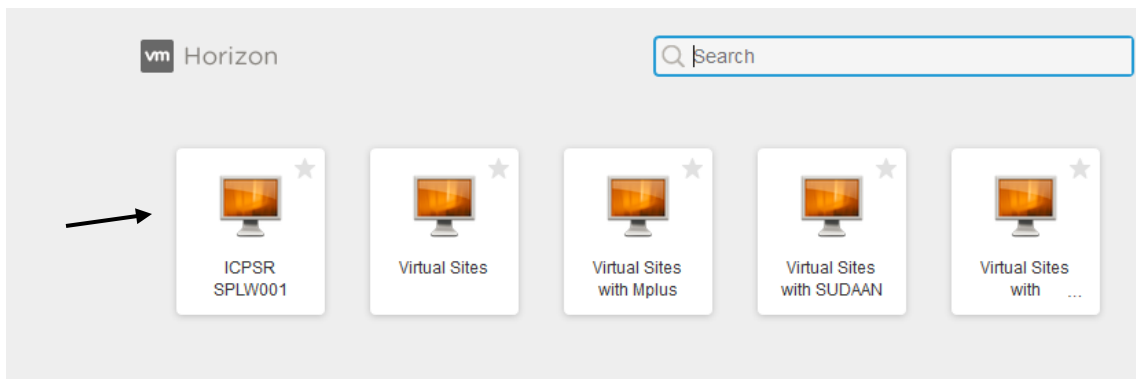 vm Horizon
Search
ICPSR
SPLW001
Virtual Sites
Virtual Sites
with Mplus
Virtual Sites
with SUDAAN
Virtual Sites
with ...